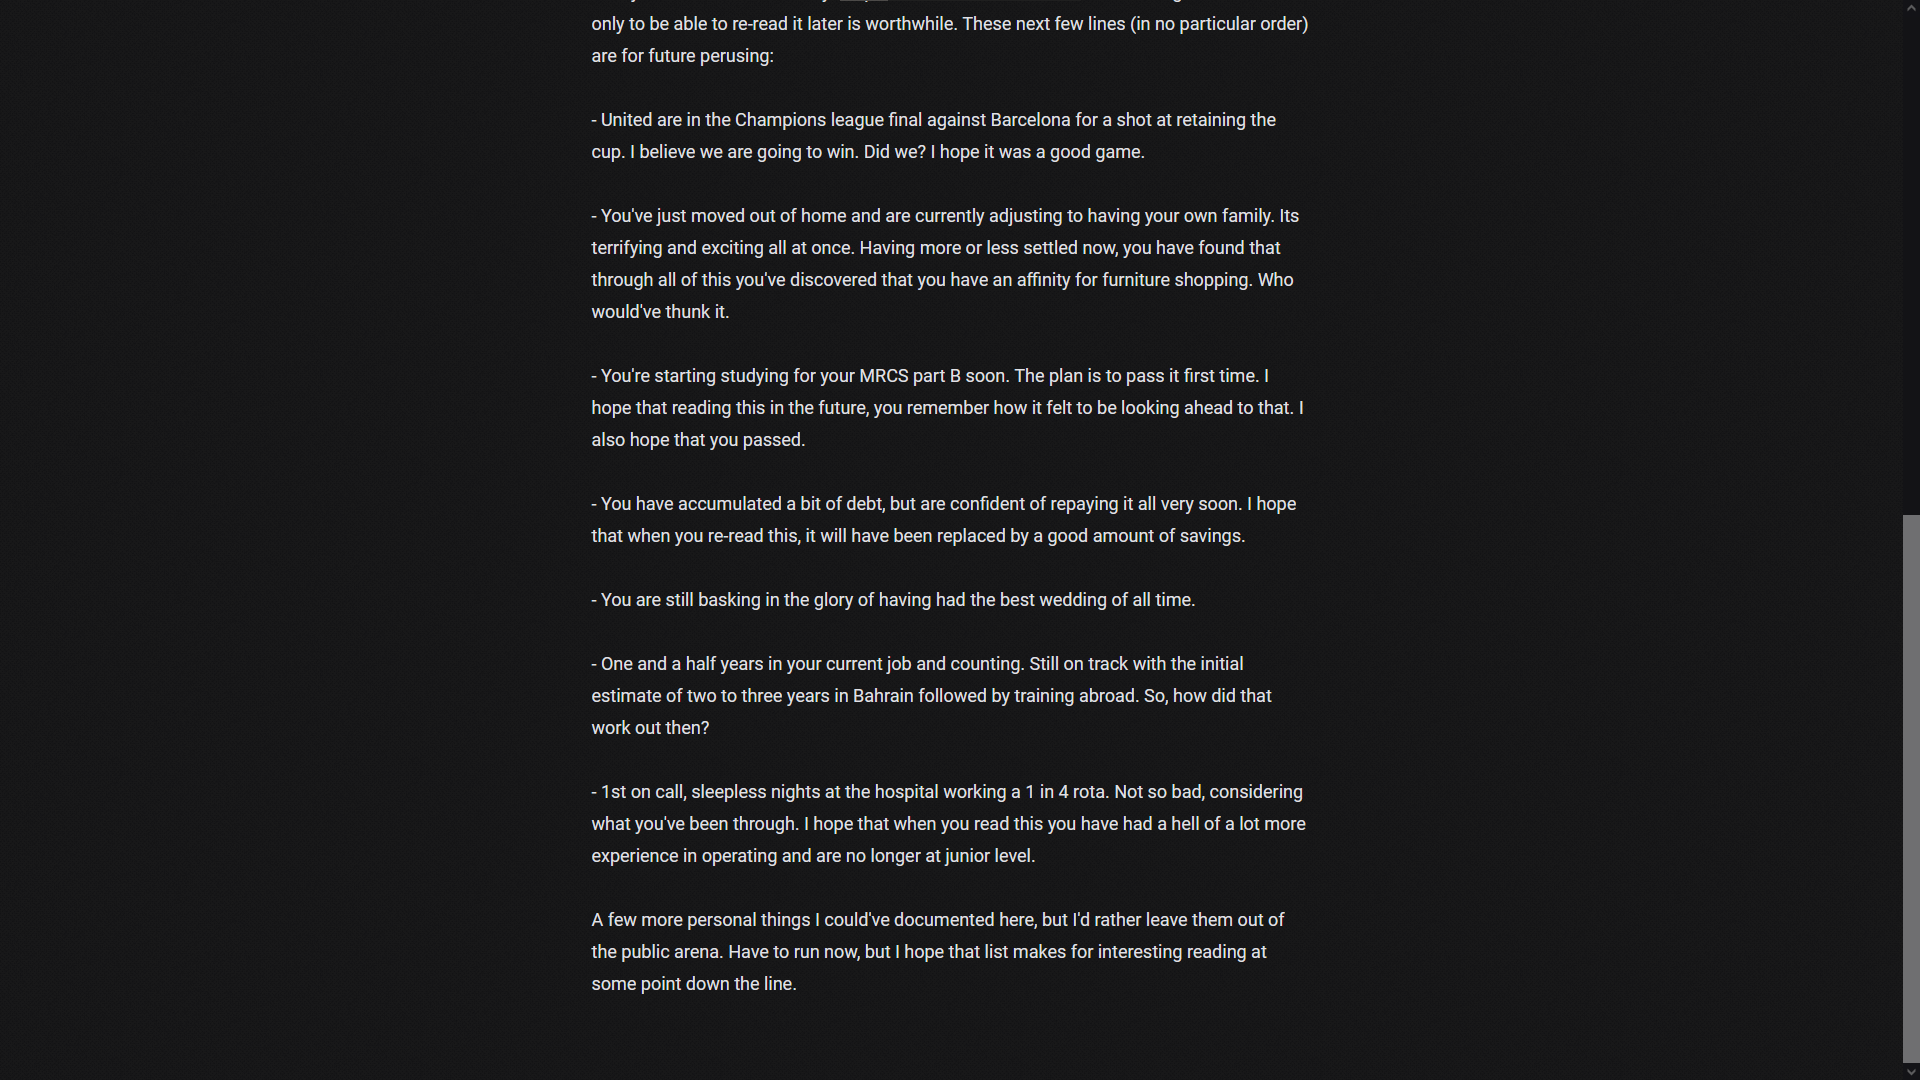 only to be able to re-read it later is worthwhile. These next few lines (in no particular order)
are for future perusing:
- United are in the Champions league final against Barcelona for a shot at retaining the
cup. I believe we are going to win. Did we? I hope it was a good game.
- You've just moved out of home and are currently adjusting to having your own family. Its
terrifying and exciting all at once. Having more or less settled now, you have found that
through all of this you've discovered that you have an affinity for furniture shopping. Who
would've thunk it.
- You're starting studying for your MRCS part B soon. The plan is to pass it first time. I
hope that reading this in the future, you remember how it felt to be looking ahead to that. I
also hope that you passed.
- You have accumulated a bit of debt, but are confident of repaying it all very soon. I hope
that when you re-read this, it will have been replaced by a good amount of savings.
- You are still basking in the glory of having had the best wedding of all time.
- One and a half years in your current job and counting. Still on track with the initial
estimate of two to three years in Bahrain followed by training abroad. So, how did that
work out then?
- 1st on call, sleepless nights at the hospital working a 1 in 4 rota. Not so bad, considering
what you've been through. I hope that when you read this you have had a hell of a lot more
experience in operating and are no longer at junior level.
A few more personal things I could've documented here, but I'd rather leave them out of
the public arena. Have to run now, but I hope that list makes for interesting reading at
some point down the line.